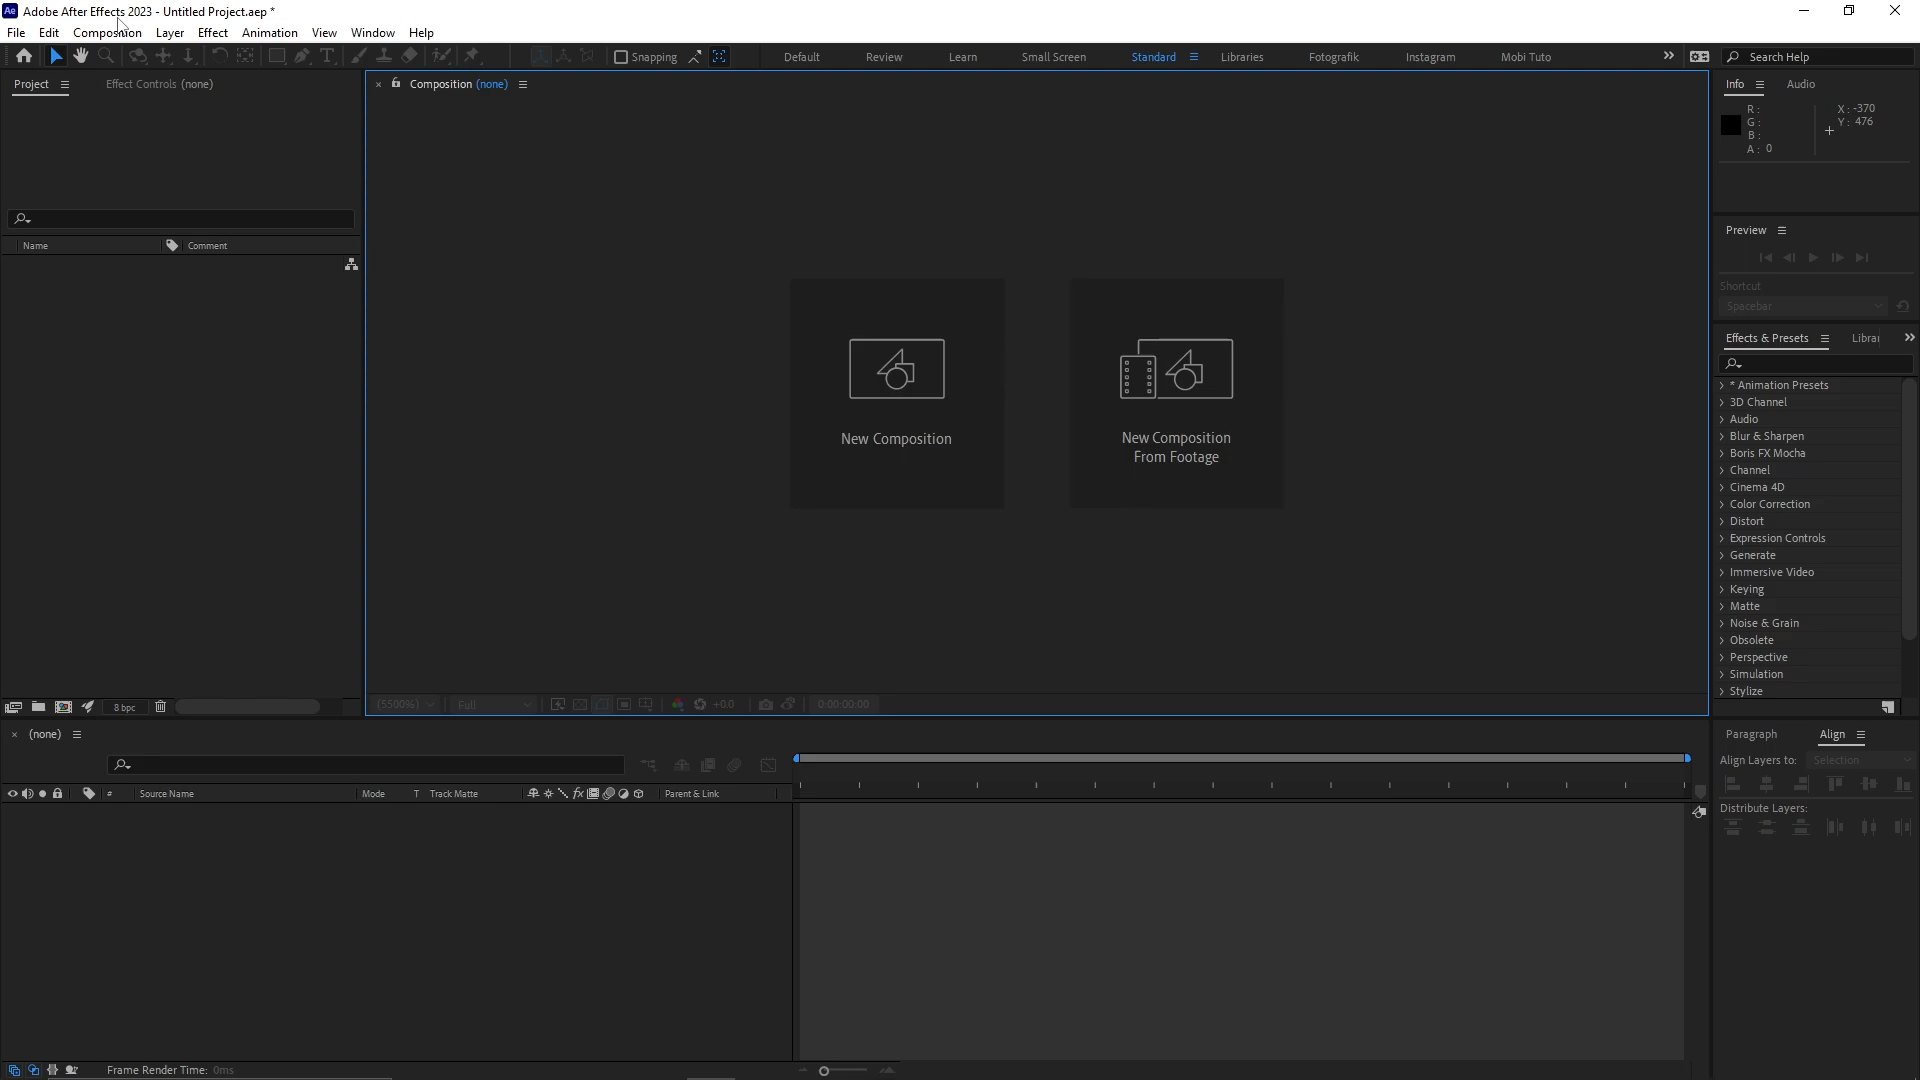 Ae Adobe After Effects 2023 - Untitled Project.aep *
File Edit Composition Layer Effect Animation View Window Help
Snapping Default Review Learn Small Screen Standard Libraries Fotografik Instagram Mobi Tuto Search Help
Project Effect Controls (none)
Composition (none)
Info Audio
R:
G:
B:
A: 0
X: -370
Y: 476
Name Comment
Preview
Shortcut
Spacebar
Effects & Presets
* Animation Presets
3D Channel
Audio
Blur & Sharpen
Boris FX Mocha
Channel
Cinema 4D
Color Correction
Distort
Expression Controls
Generate
Immersive Video
Keying
Matte
Noise & Grain
Obsolete
Perspective
Simulation
Stylize
New Composition
New Composition
From Footage
8 bpc
(5500%) Full +0.0 0:00:00:00
(none)
# Source Name Mode T Track Matte fx Parent & Link
Paragraph Align
Align Layers to: Selection
Distribute Layers:
Frame Render Time: 0ms